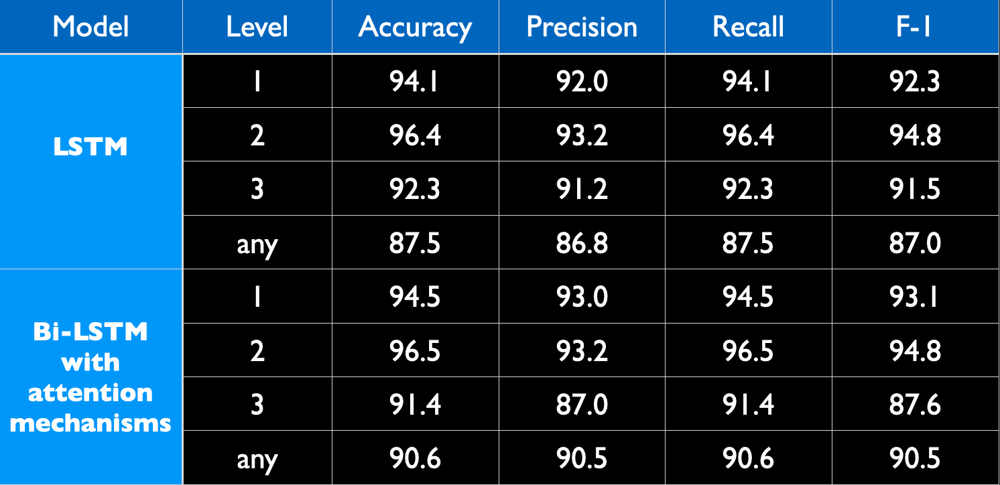 Model Level Accuracy Precision Recall F-1
LSTM
1 94.1 92.0 94.1 92.3
2 96.4 93.2 96.4 94.8
3 92.3 91.2 92.3 91.5
any 87.5 86.8 87.5 87.0
Bi-LSTM
with
attention
mechanisms
1 94.5 93.0 94.5 93.1
2 96.5 93.2 96.5 94.8
3 91.4 87.0 91.4 87.6
any 90.6 90.5 90.6 90.5